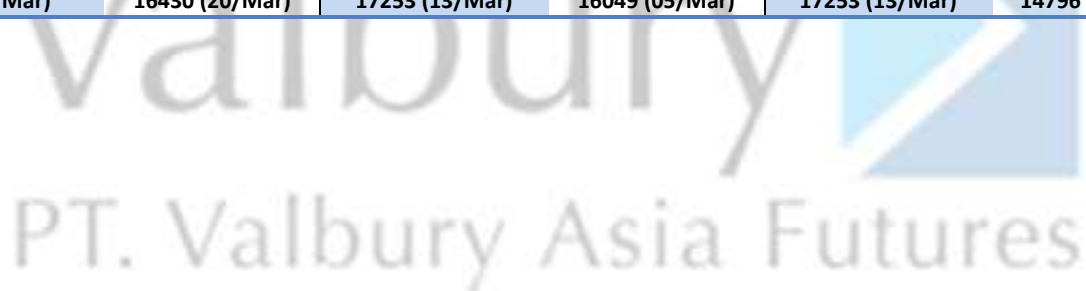 Mar) 16430 (20/Mar) 17253 (13/Mar) 16049 (05/Mar) 17253 (13/Mar) 14796
Valbury
PT. Valbury Asia Futures